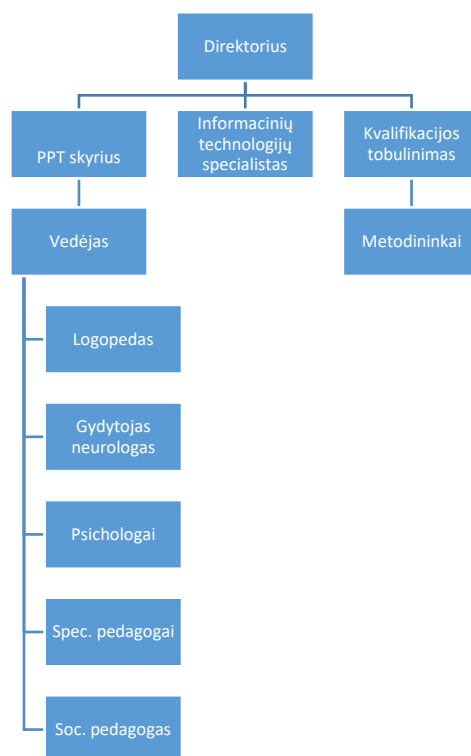 Direktorius
PPT skyrius
Informacinių
technologijų
specialistas
Kvalifikacijos
tobulinimas
Vedėjas
Metodininkai
Logopedas
Gydytojas
neurologas
Psichologai
Spec. pedagogai
Soc. pedagogas